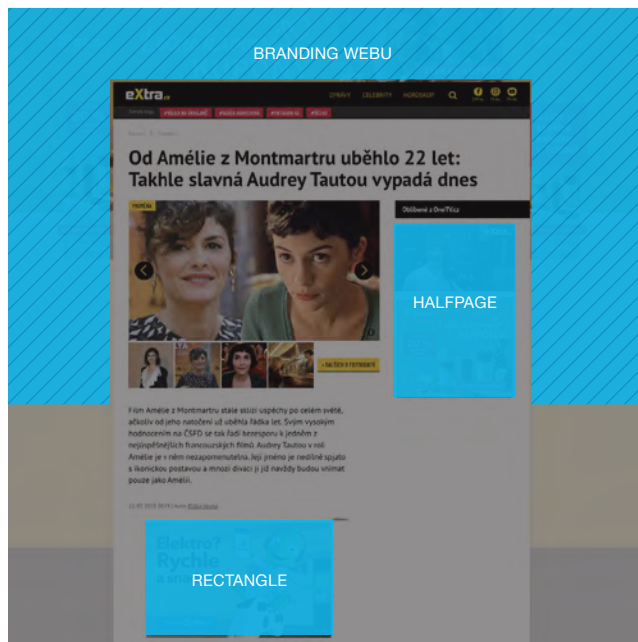 BRANDING WEBU
eXtra.cz
ZPRÁVY CELEBRITY HOROSKOP
Od Amélie z Montmartru uběhlo 22 let:
Takhle slavná Audrey Tautou vypadá dnes
Oblíbené z OneTV.cz
HALFPAGE
Film Amélie z Montmartru stále sklízí úspěchy po celém světě,
ačkoliv od jeho natočení už uběhla řádka let. Svým vysokým
hodnocením na ČSFD se tak řadí bezesporu k jedněm z
nejúspěšnějších francouzských filmů. Audrey Tautou v roli
Amélie je v něm nezapomenutelná. Její jméno je nedílně spjato
s ikonickou postavou a mnozí diváci ji již navždy budou vnímat
pouze jako Amélii.
Elektro?
Rychle
RECTANGLE